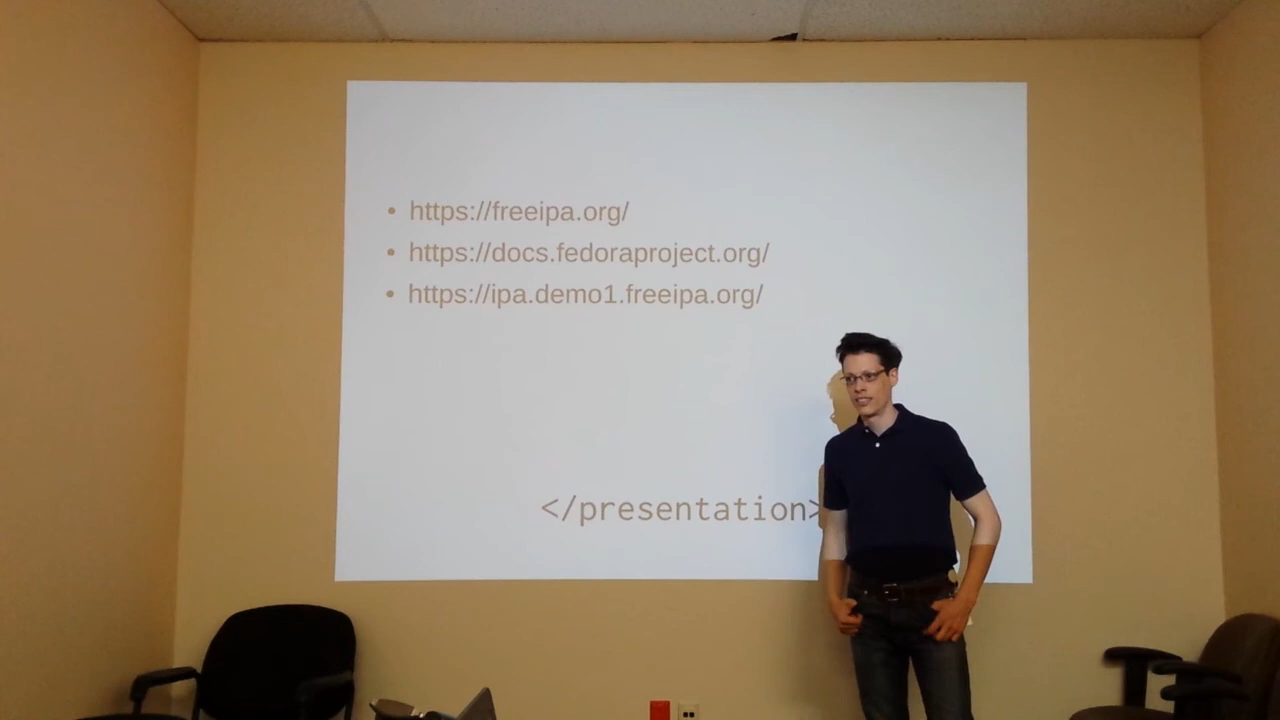 • https://freeipa.org/
• https://docs.fedoraproject.org/
• https://ipa.demo1.freeipa.org/
</presentation>